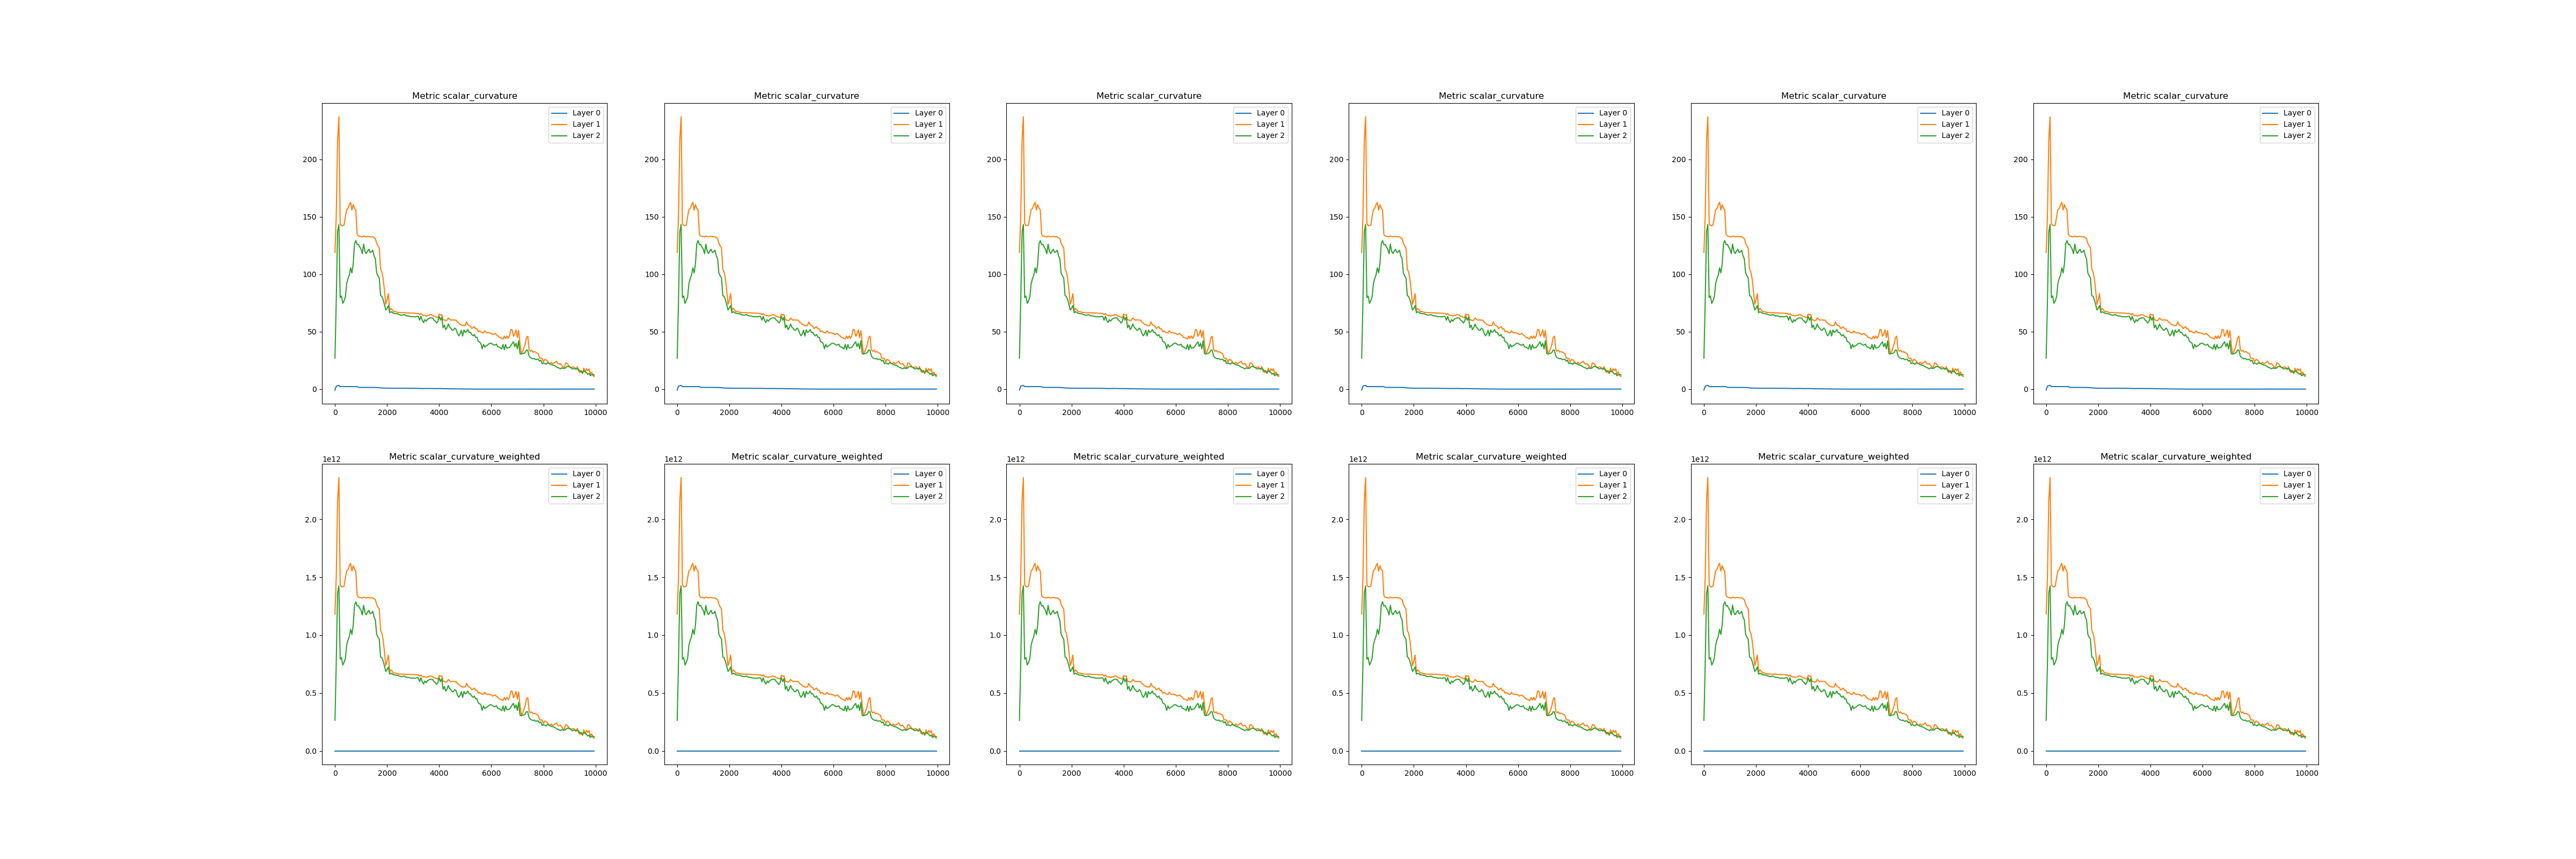 Metric scalar_curvature Metric scalar_curvature Metric scalar_curvature Metric scalar_curvature Metric scalar_curvature Metric scalar_curvature
Layer 0 Layer 0 Layer 0 Layer 0 Layer 0 Layer 0
Layer 1 Layer 1 Layer 1 Layer 1 Layer 1 Layer 1
Layer 2 Layer 2 Layer 2 Layer 2 Layer 2 Layer 2
200 200 200 200 200 200
150 150 150 150 150 150
100 100 100 100 100 100
50 50 50 50 50 50
0 0 0 0 0 0
0 2000 4000 6000 8000 10000 0 2000 4000 6000 8000 10000 0 2000 4000 6000 8000 10000 0 2000 4000 6000 8000 10000 0 2000 4000 6000 8000 10000 0 2000 4000 6000 8000 10000
1e12 Metric scalar_curvature_weighted 1e12 Metric scalar_curvature_weighted 1e12 Metric scalar_curvature_weighted 1e12 Metric scalar_curvature_weighted 1e12 Metric scalar_curvature_weighted 1e12 Metric scalar_curvature_weighted
Layer 0 Layer 0 Layer 0 Layer 0 Layer 0 Layer 0
Layer 1 Layer 1 Layer 1 Layer 1 Layer 1 Layer 1
Layer 2 Layer 2 Layer 2 Layer 2 Layer 2 Layer 2
2.0 2.0 2.0 2.0 2.0 2.0
1.5 1.5 1.5 1.5 1.5 1.5
1.0 1.0 1.0 1.0 1.0 1.0
0.5 0.5 0.5 0.5 0.5 0.5
0.0 0.0 0.0 0.0 0.0 0.0
0 2000 4000 6000 8000 10000 0 2000 4000 6000 8000 10000 0 2000 4000 6000 8000 10000 0 2000 4000 6000 8000 10000 0 2000 4000 6000 8000 10000 0 2000 4000 6000 8000 10000